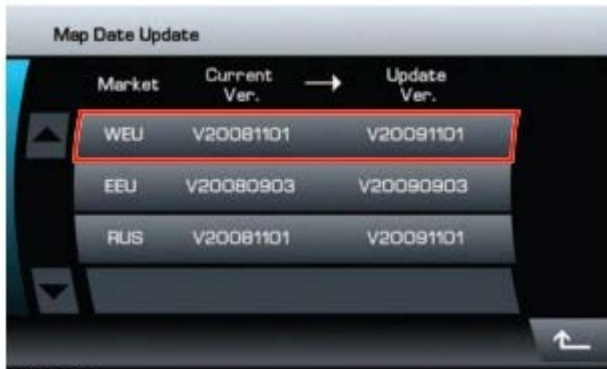 Map Date Update
Market Current Ver. → Update Ver.
WEU V20081101 V20091101
EEU V20080903 V20090903
RUS V20081101 V20091101